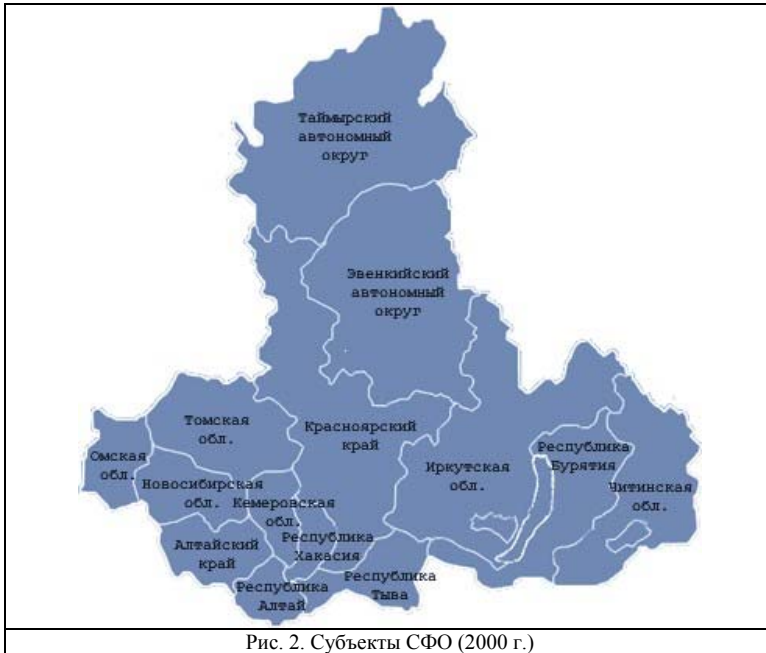 Таймырский
автономный
округ
Эвенкийский
автономный
округ
Томская
обл.
Красноярский
край
Омская
обл.
Новосибирская
обл.
Кемеровская
обл.
Иркутская
обл.
Республика
Бурятия
Читинская
обл.
Алтайский
край
Республика
Хакасия
Республика
Алтай
Республика
Тыва
Рис. 2. Субъекты СФО (2000 г.)